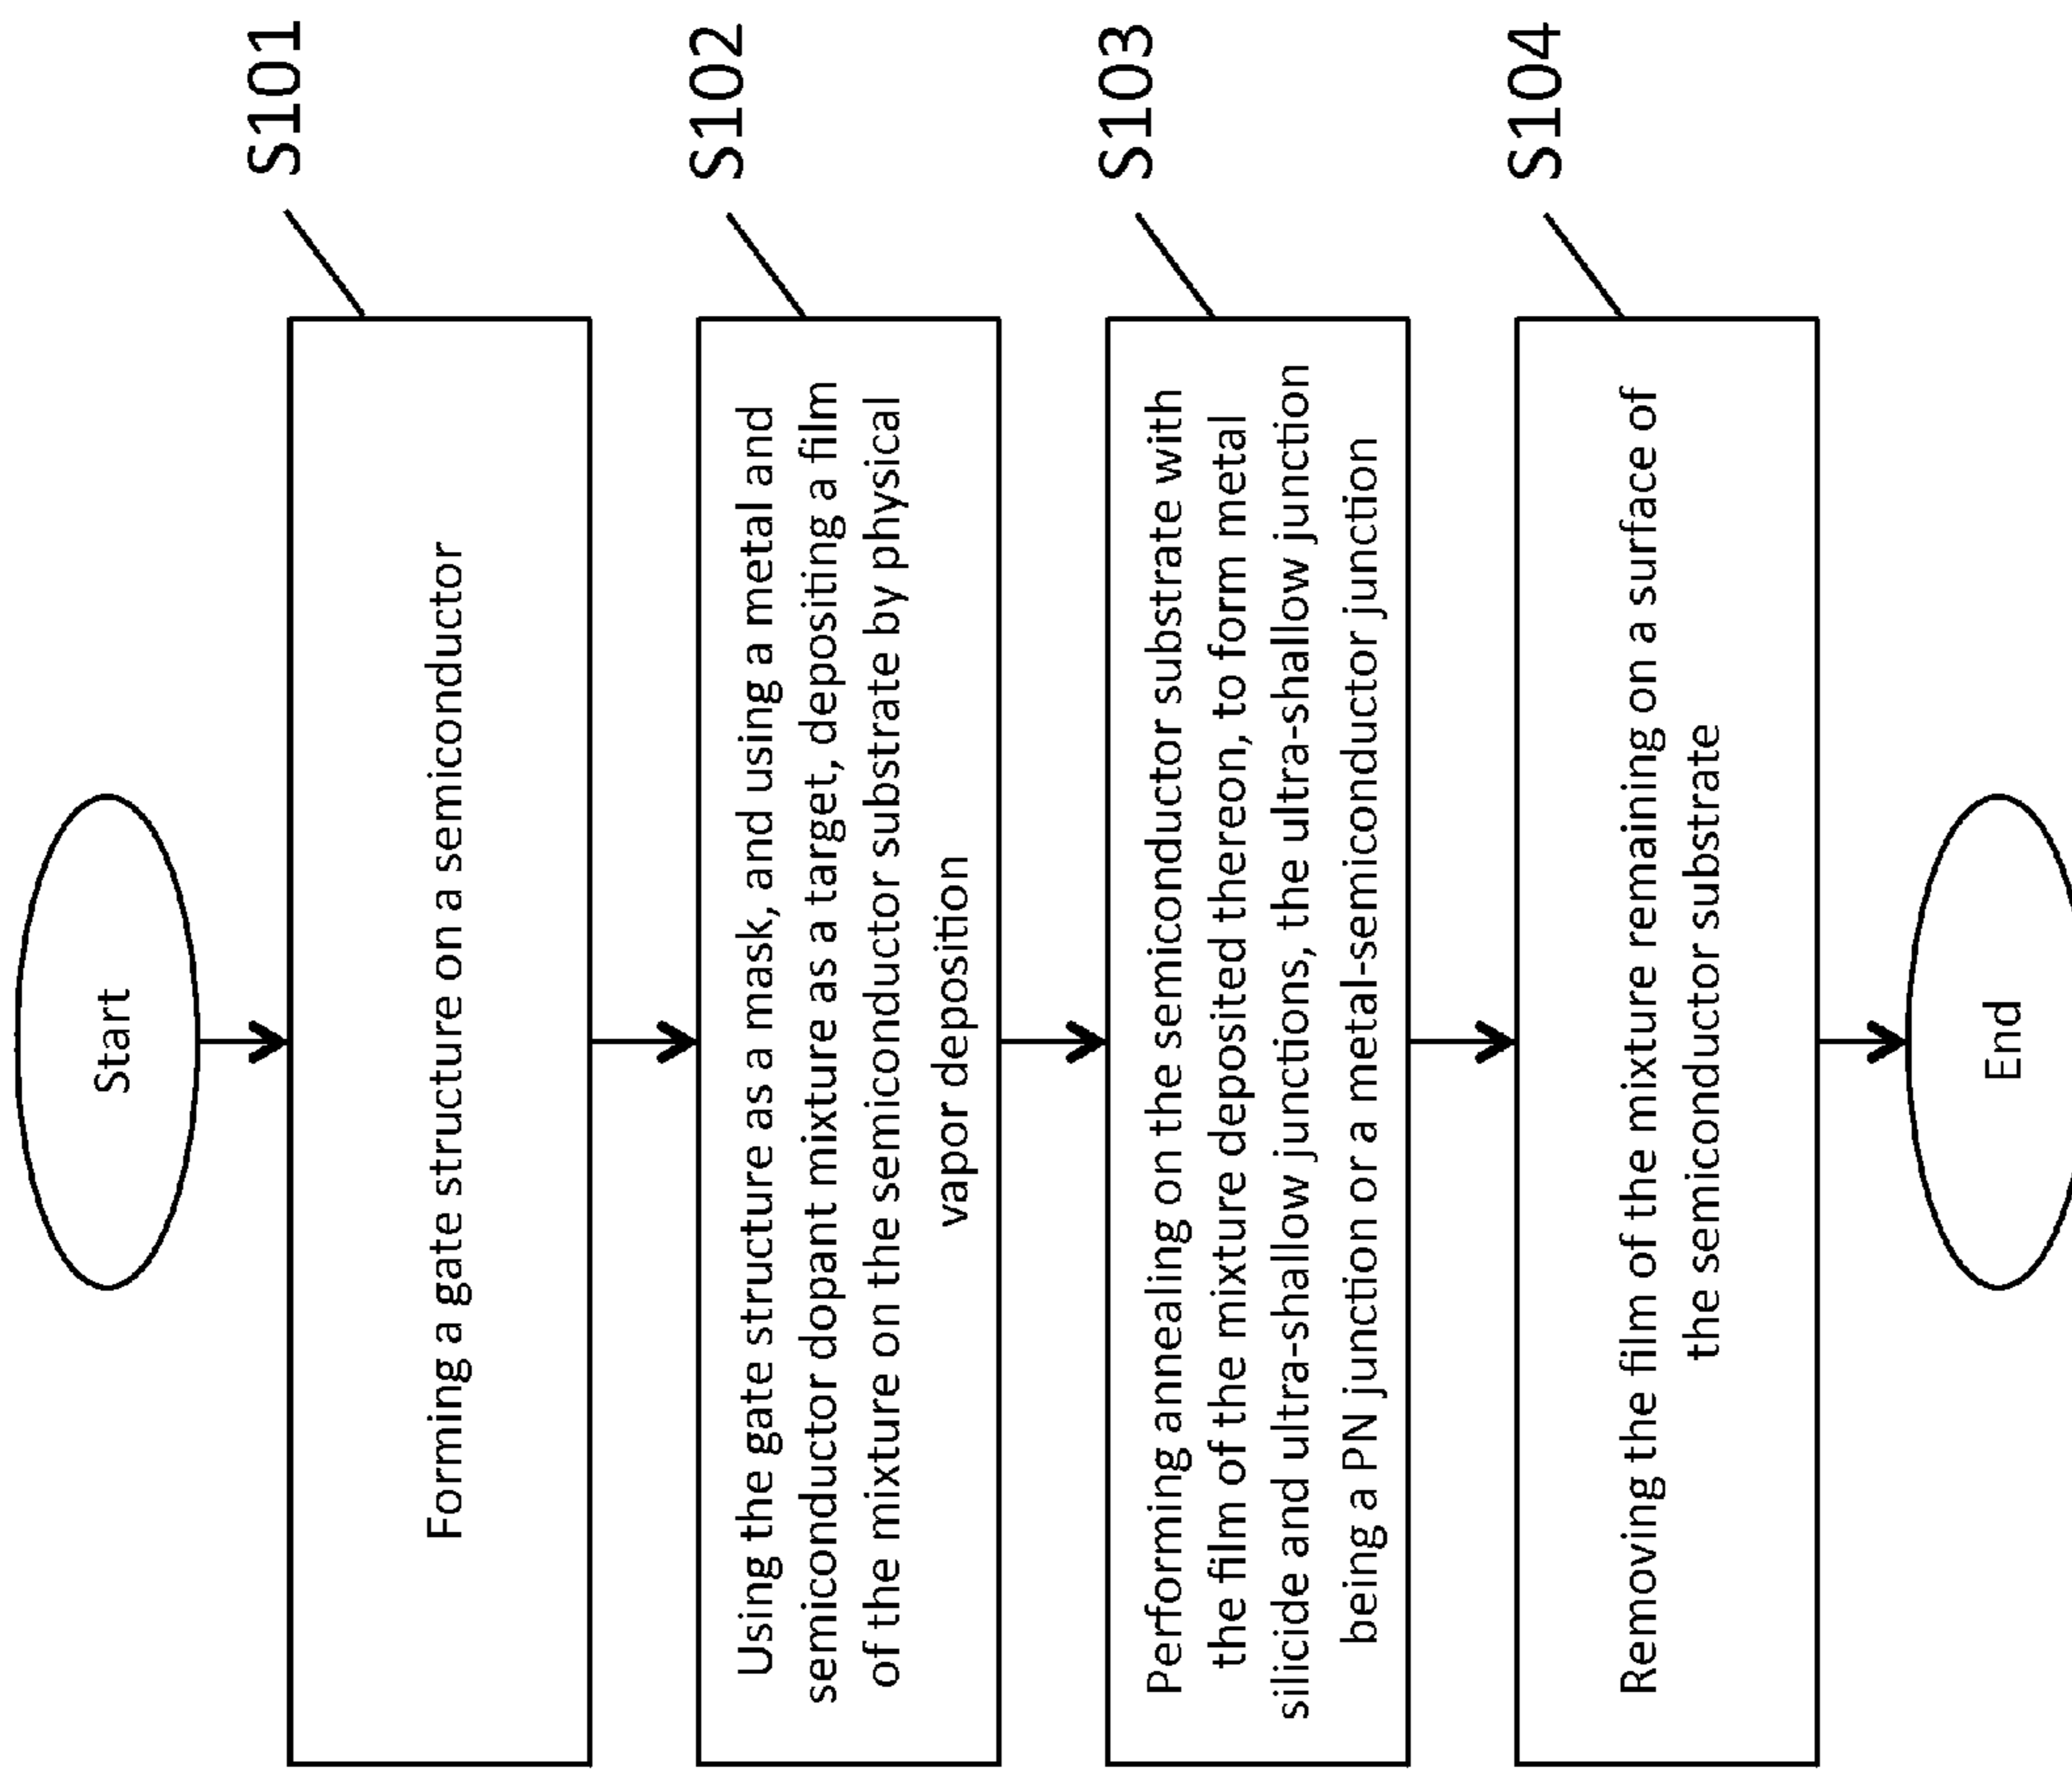 Start
S101
Forming a gate structure on a semiconductor
S102
Using the gate structure as a mask, and using a metal and
semiconductor dopant mixture as a target, depositing a film
of the mixture on the semiconductor substrate by physical
vapor deposition
S103
Performing annealing on the semiconductor substrate with
the film of the mixture deposited thereon, to form metal
silicide and ultra-shallow junctions, the ultra-shallow junction
being a PN junction or a metal-semiconductor junction
S104
Removing the film of the mixture remaining on a surface of
the semiconductor substrate
End